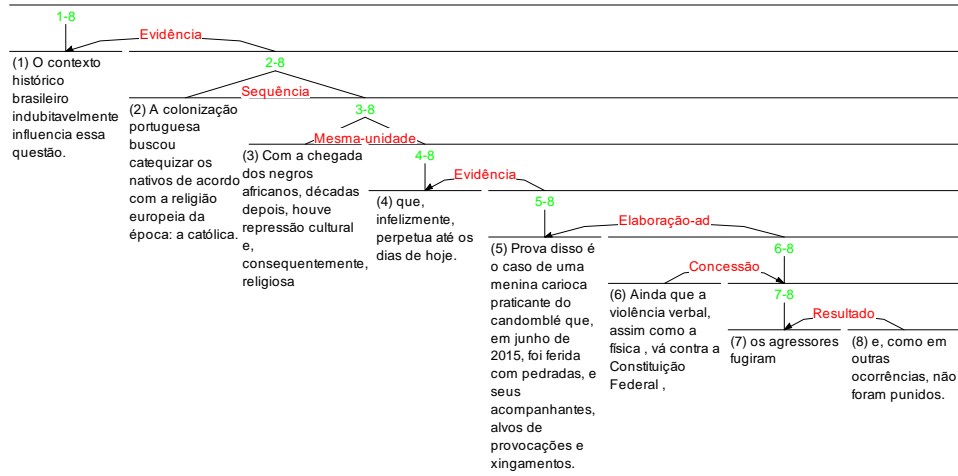 1-8
Evidência
(1) O contexto
histórico
brasileiro
indubitavelmente
influencia essa
questão.
2-8
Sequência
(2) A colonização
portuguesa
buscou
catequizar os
nativos de acordo
com a religião
europeia da
época: a católica.
3-8
Mesma-unidade
(3) Com a chegada
dos negros
africanos, décadas
depois, houve
repressão cultural
e,
consequentemente,
religiosa
4-8
Evidência
(4) que,
infelizmente,
perpetua até os
dias de hoje.
5-8
Elaboração-ad
(5) Prova disso é
o caso de uma
menina carioca
praticante do
candomblé que,
em junho de
2015, foi ferida
com pedradas, e
seus
acompanhantes,
alvos de
provocações e
xingamentos.
6-8
Concessão
(6) Ainda que a
violência verbal,
assim como a
física , vá contra a
Constituição
Federal ,
7-8
Resultado
(7) os agressores
fugiram
(8) e, como em
outras
ocorrências, não
foram punidos.